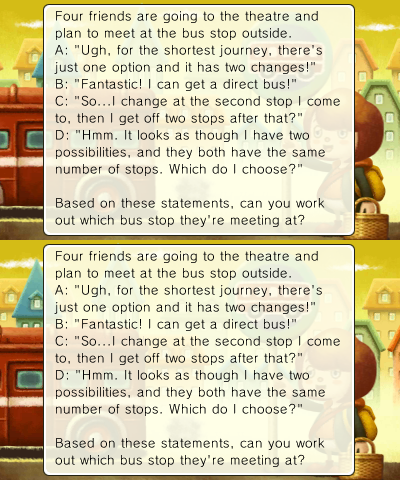 Four friends are going to the theatre and
plan to meet at the bus stop outside.
A: "Ugh, for the shortest journey, there's
just one option and it has two changes!"
B: "Fantastic! I can get a direct bus!"
C: "So...I change at the second stop I come
to, then I get off two stops after that?"
D: "Hmm. It looks as though I have two
possibilities, and they both have the same
number of stops. Which do I choose?"
Based on these statements, can you work
out which bus stop they're meeting at?
Four friends are going to the theatre and
plan to meet at the bus stop outside.
A: "Ugh, for the shortest journey, there's
just one option and it has two changes!"
B: "Fantastic! I can get a direct bus!"
C: "So...I change at the second stop I come
to, then I get off two stops after that?"
D: "Hmm. It looks as though I have two
possibilities, and they both have the same
number of stops. Which do I choose?"
Based on these statements, can you work
out which bus stop they're meeting at?